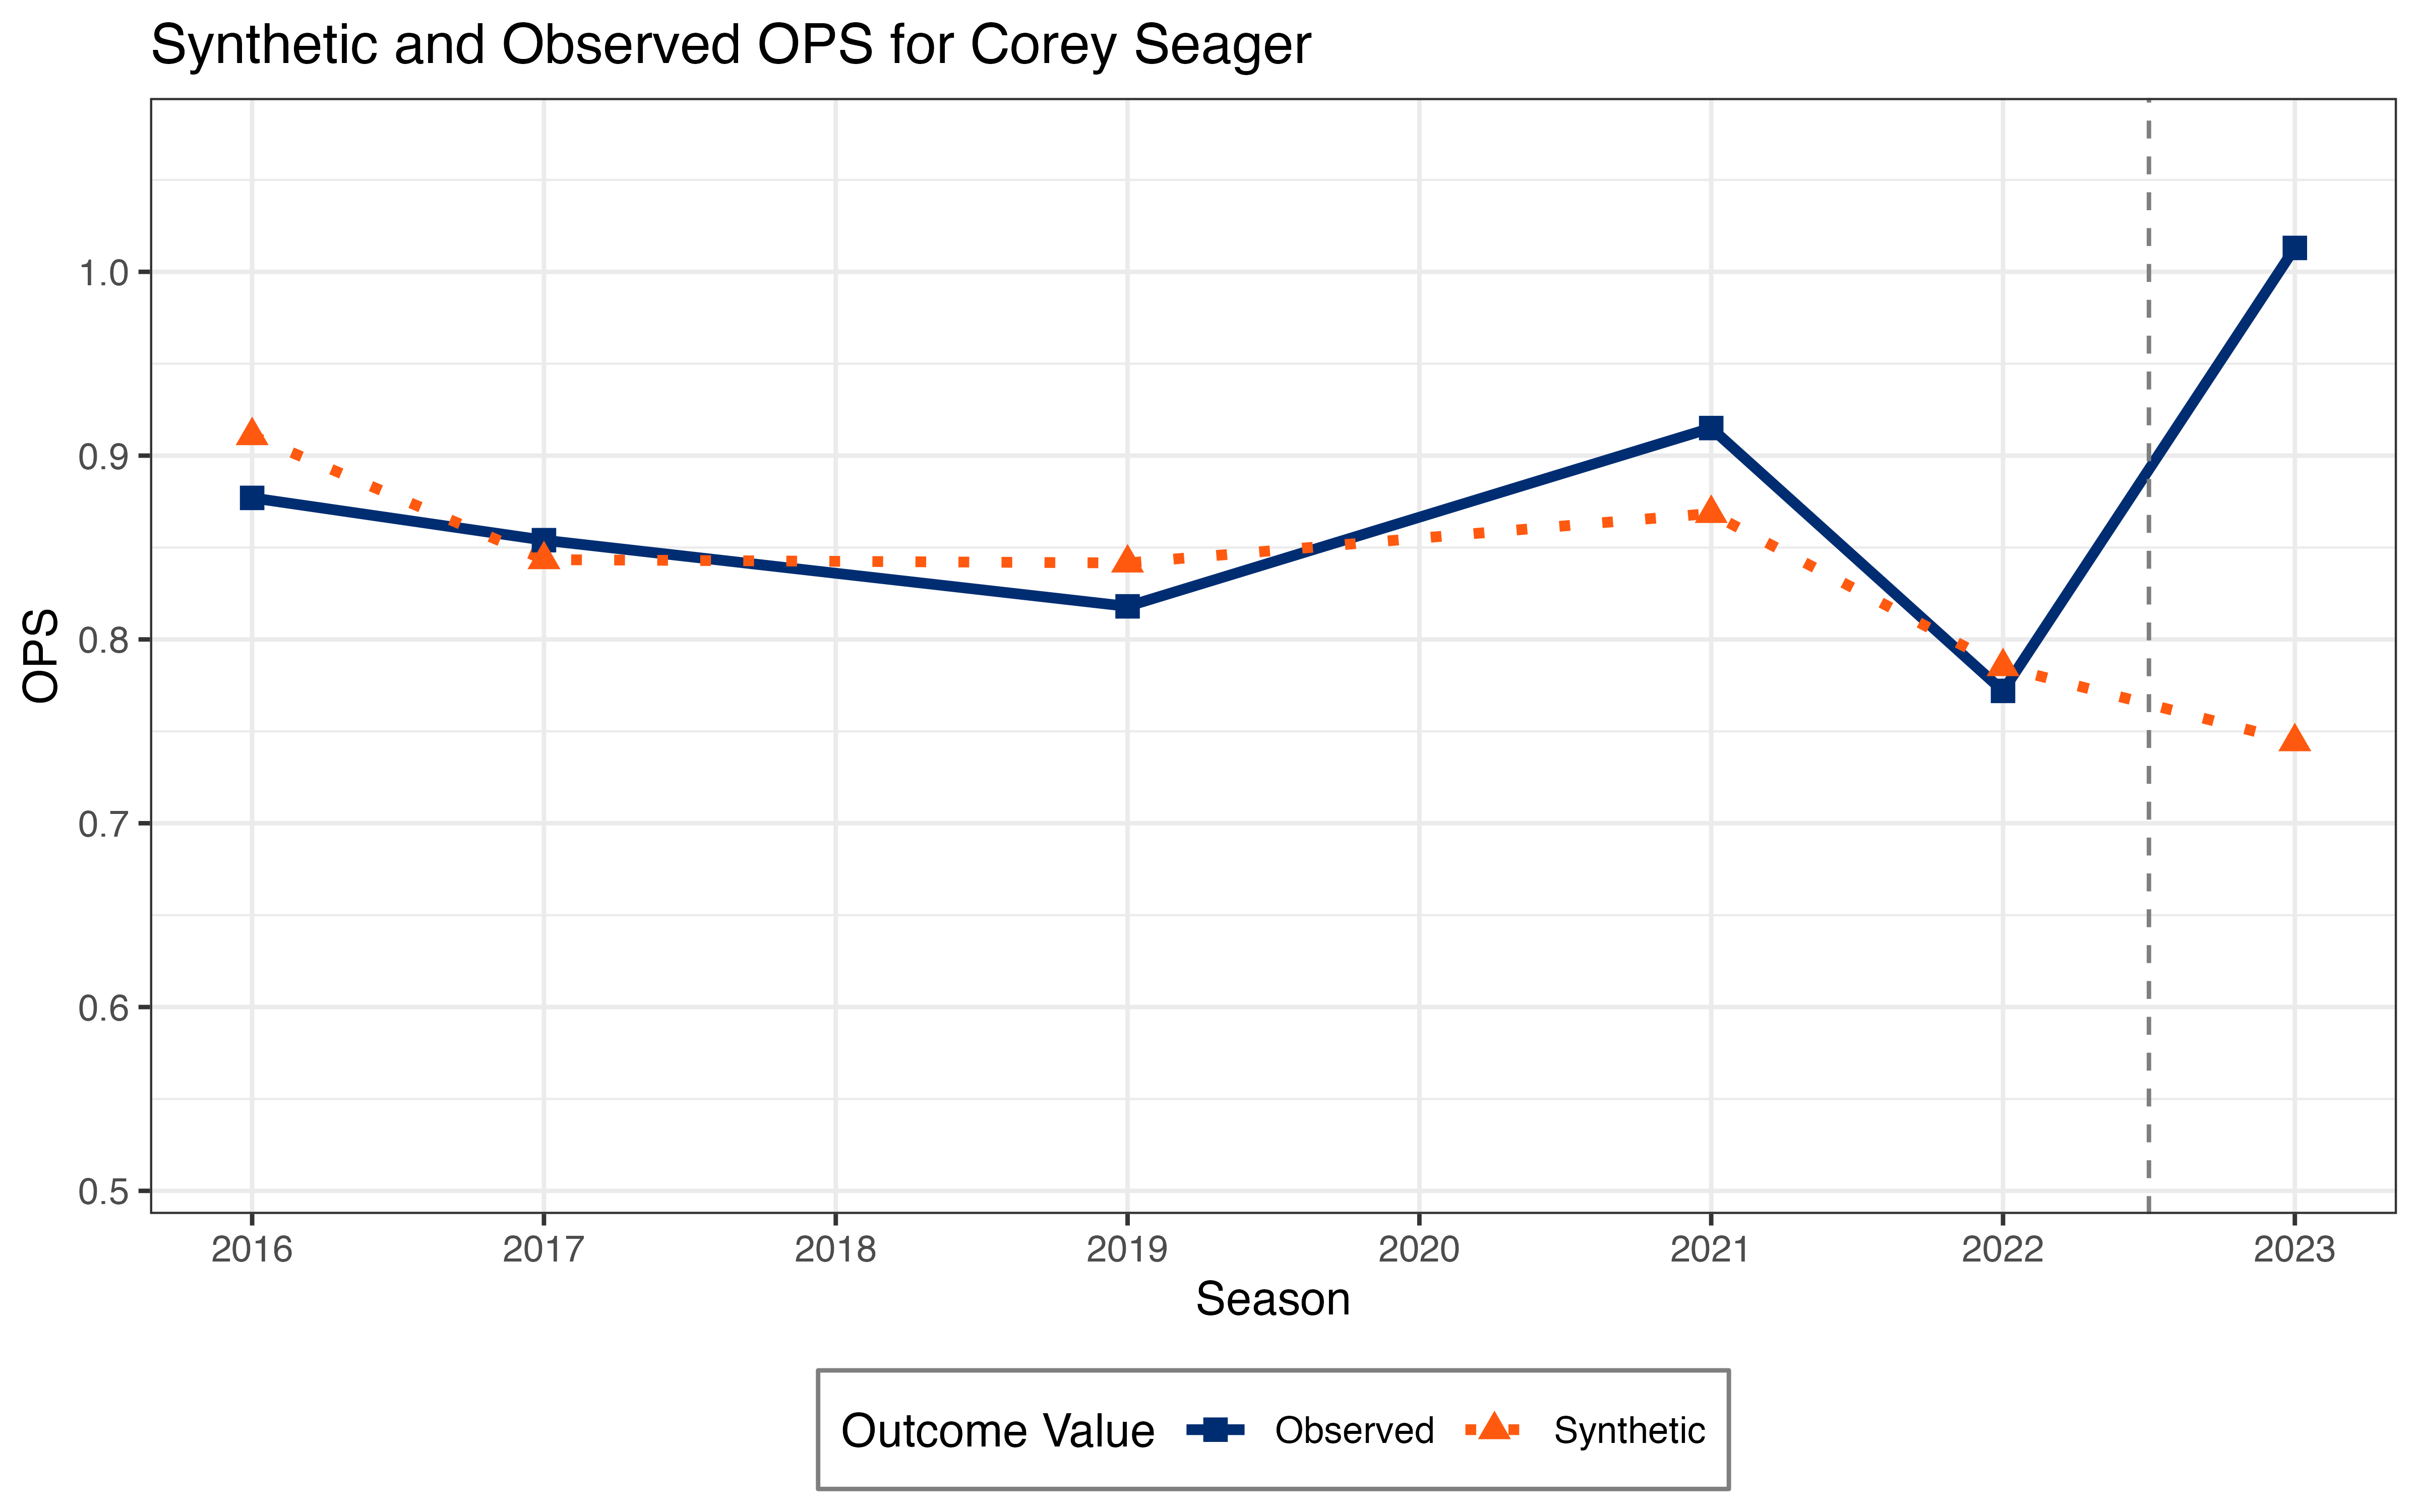 Synthetic and Observed OPS for Corey Seager
OPS
1.0
0.9
0.8
0.7
0.6
0.5
2016 2017 2018 2019 2020 2021 2022 2023
Season
Outcome Value Observed Synthetic